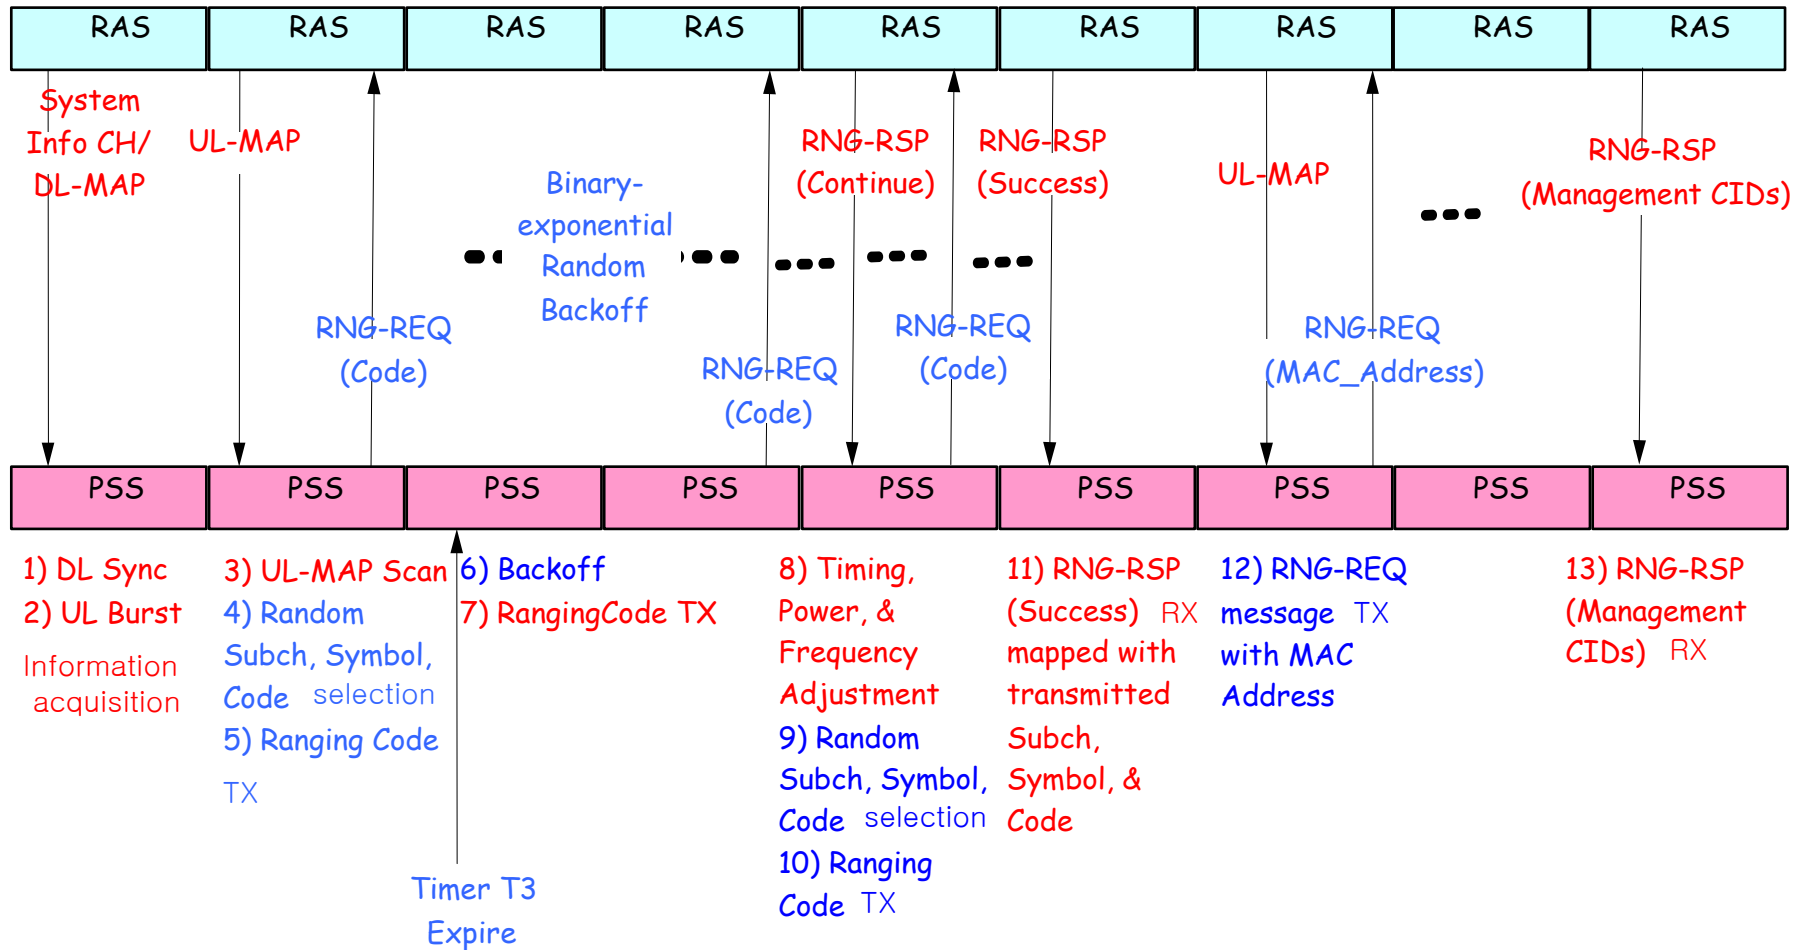 RAS RAS RAS RAS RAS RAS RAS RAS RAS
System
Info CH/
DL-MAP
UL-MAP
RNG-REQ
(Code)
Binary-
exponential
Random
Backoff
RNG-REQ
(Code)
RNG-RSP
(Continue)
RNG-REQ
(Code)
RNG-RSP
(Success)
UL-MAP
RNG-REQ
(MAC_Address)
RNG-RSP
(Management CIDs)
PSS PSS PSS PSS PSS PSS PSS PSS PSS
1) DL Sync
2) UL Burst
Information
acquisition
3) UL-MAP Scan
4) Random
Subch, Symbol,
Code selection
5) Ranging Code
TX
Timer T3
Expire
6) Backoff
7) RangingCode TX
8) Timing,
Power, &
Frequency
Adjustment
9) Random
Subch, Symbol,
Code selection
10) Ranging
Code TX
11) RNG-RSP
(Success) RX
mapped with
transmitted
Subch,
Symbol, &
Code
12) RNG-REQ
message TX
with MAC
Address
13) RNG-RSP
(Management
CIDs) RX